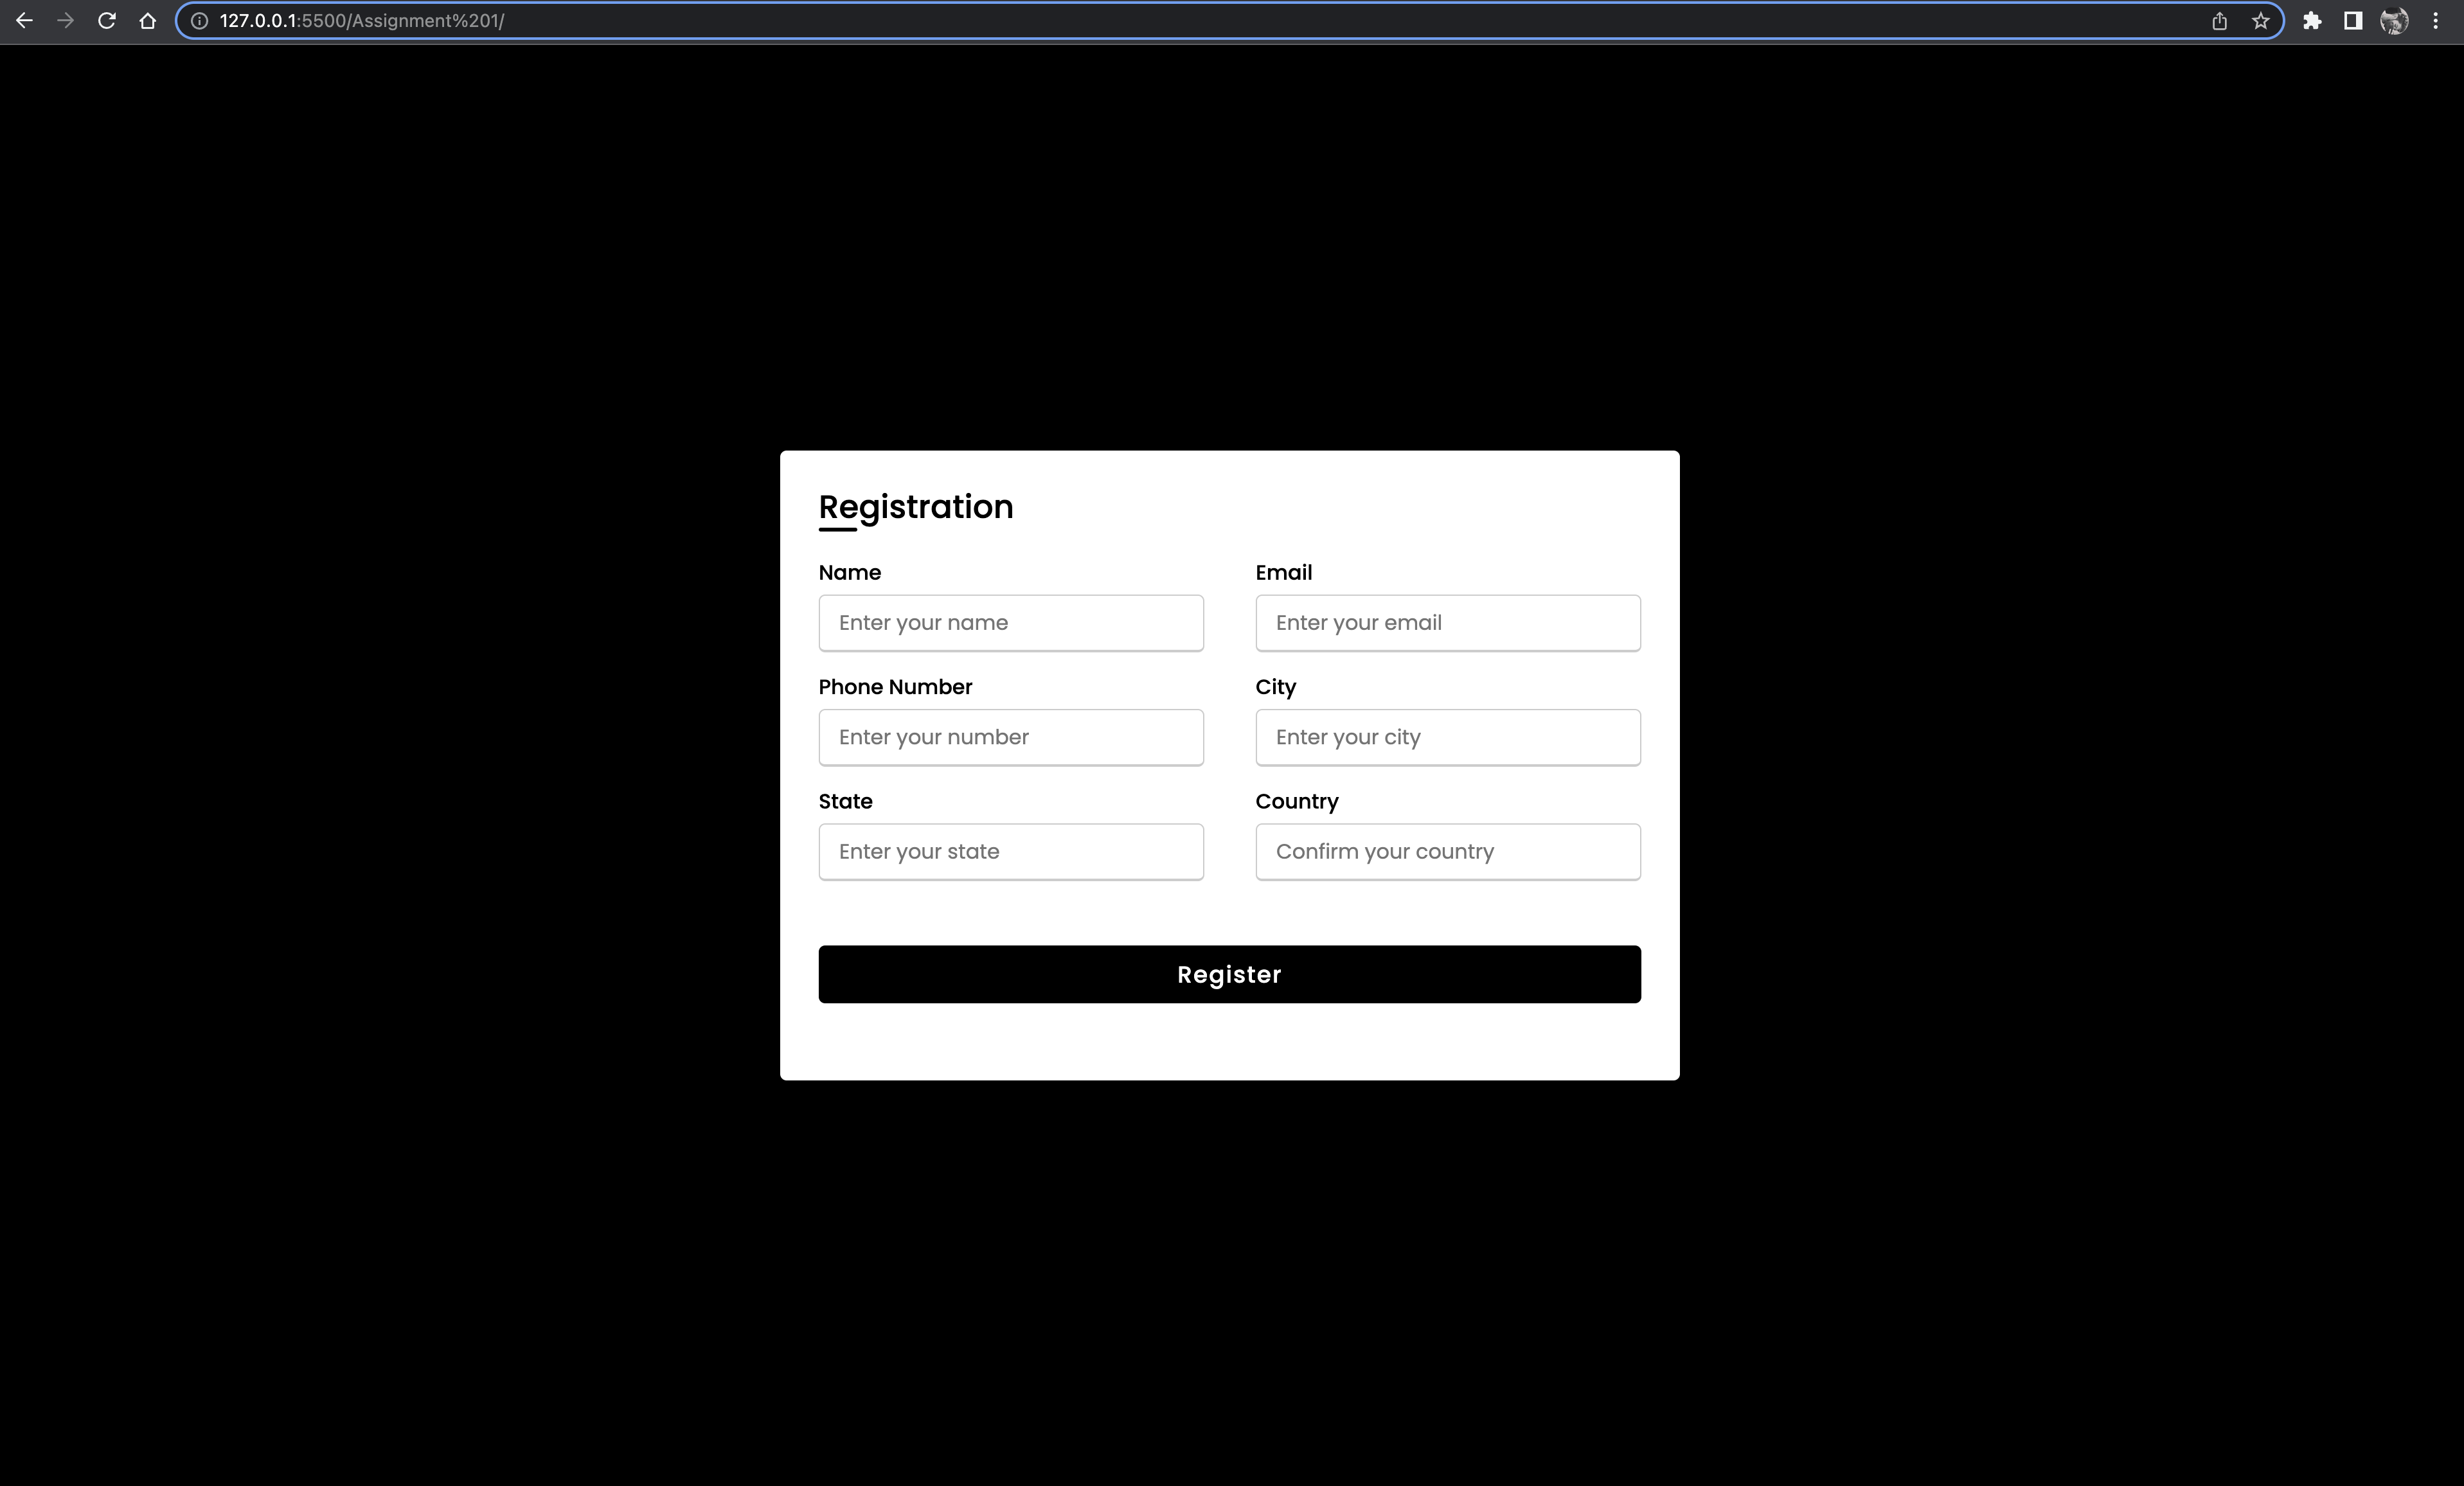 127.0.0.1:5500/Assignment%201/
Registration
Name
Email
Enter your name
Enter your email
Phone Number
City
Enter your number
Enter your city
State
Country
Enter your state
Confirm your country
Register